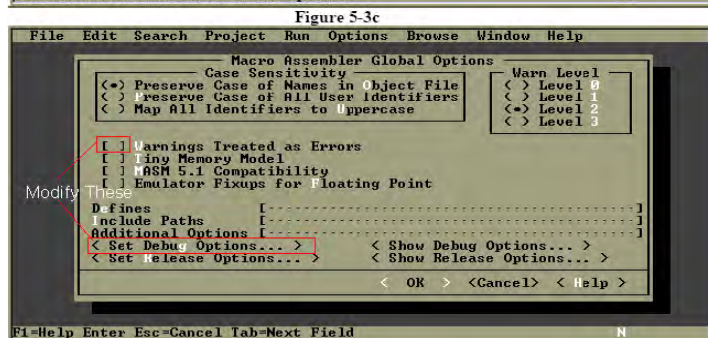 Figure 5-3c
File Edit Search Project Run Options Browse Window Help
Macro Assembler Global Options
Case Sensitivity
Warn Level
(•) Preserve Case of Names in Object File
( ) Level 0
( ) Preserve Case of All User Identifiers
( ) Level 1
( ) Map All Identifiers to Uppercase
(•) Level 2
( ) Level 3
[ ] Warnings Treated as Errors
[ ] Tiny Memory Model
[ ] MASM 5.1 Compatibility
[ ] Emulator Fixups for Floating Point
Modify These
Defines [
Include Paths [
Additional Options [
< Set Debug Options... > < Show Debug Options... >
< Set Release Options... > < Show Release Options... >
< OK > <Cancel> < Help >
F1=Help Enter Esc=Cancel Tab=Next Field N